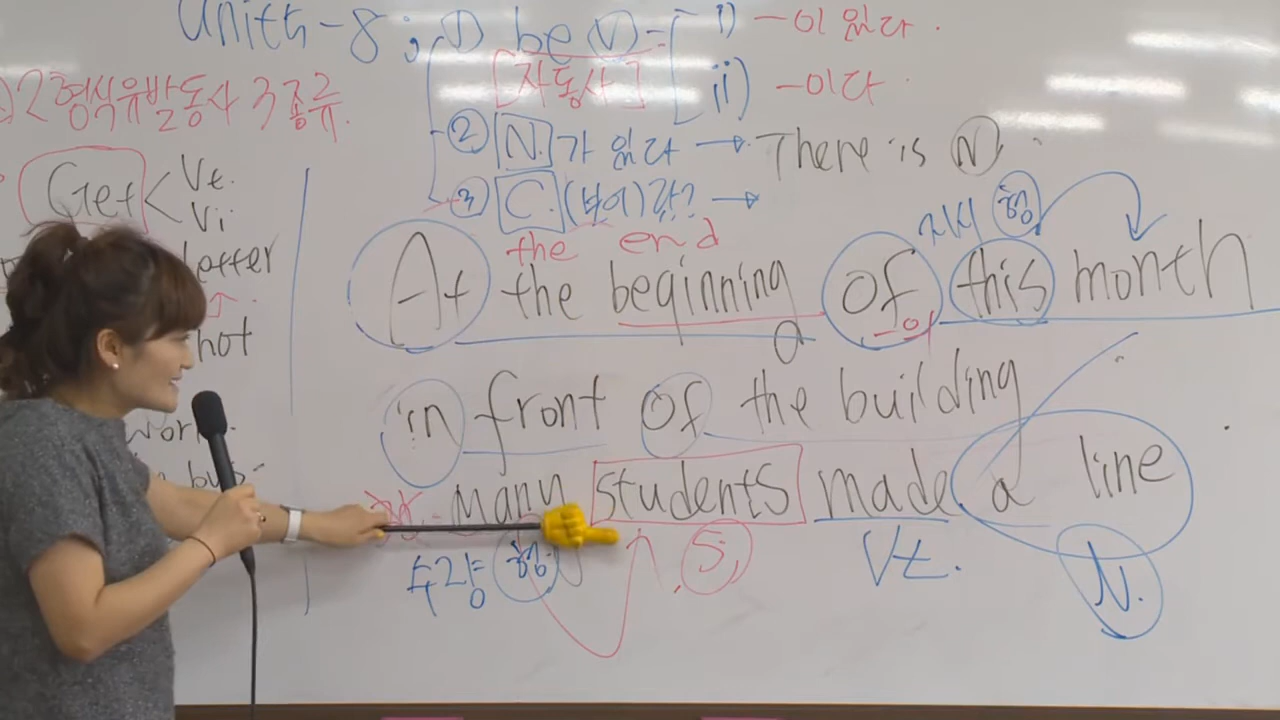 Unit5-8 ; ① be ⓥ = i) -이 있다.
[자동사] ii) -이다.
2형식유발동사 3종류.
② N. 가 있다 → There is Ⓝ.
③ C. (보어)란? →
Get < Vt.
Vi
letter
hot
work
the end
지시 형
At the beginning of this month
-의
in front of the building
many students made a line
수량 형 S. Vt. N.